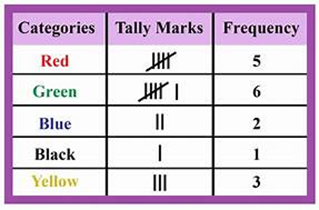 Categories Tally Marks Frequency
Red 5
Green 6
Blue 2
Black 1
Yellow 3